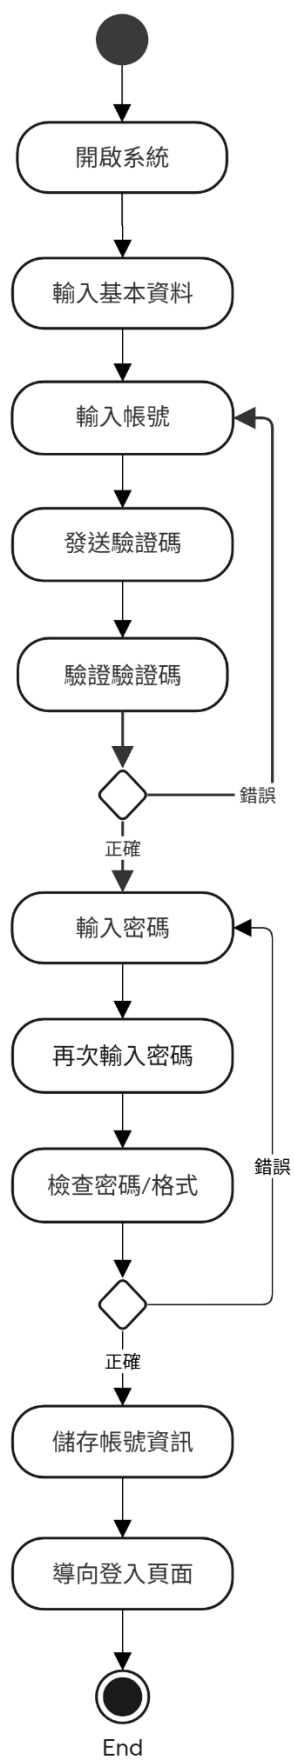 開啟系統
輸入基本資料
輸入帳號
發送驗證碼
驗證驗證碼
錯誤
正確
輸入密碼
再次輸入密碼
錯誤
檢查密碼/格式
正確
儲存帳號資訊
導向登入頁面
End